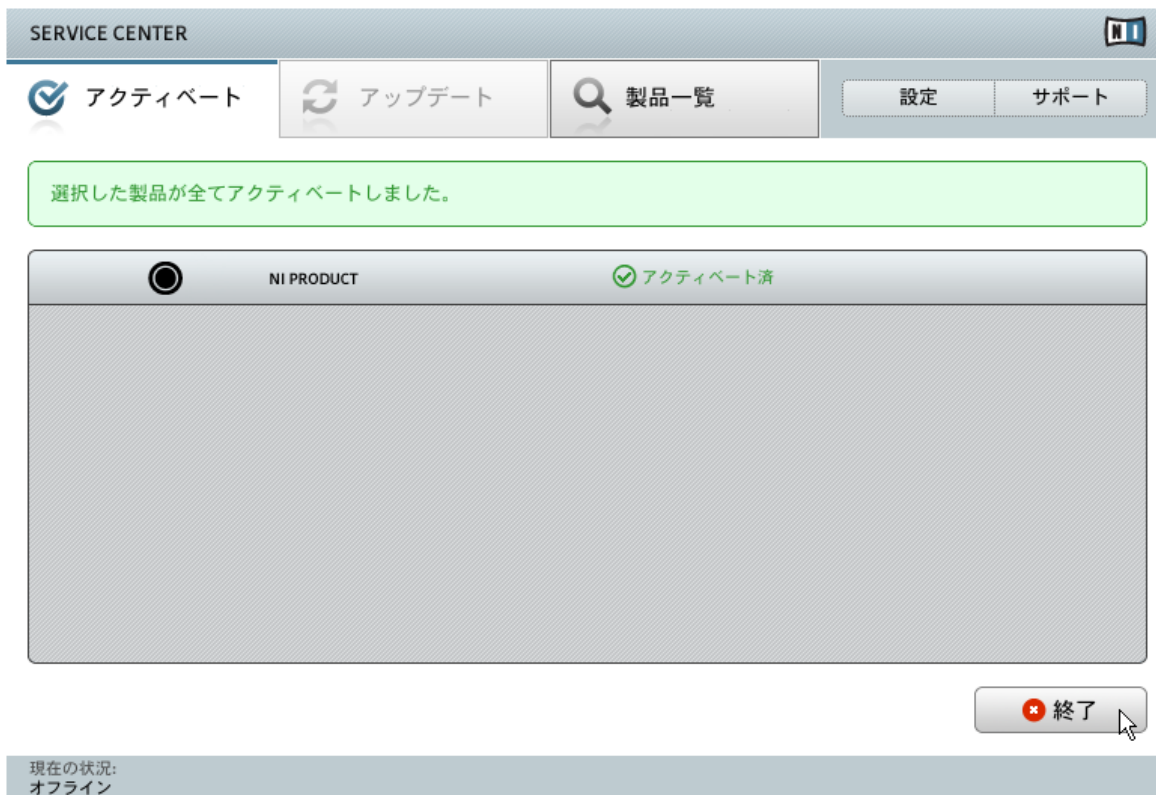 SERVICE CENTER
NI
アクティベート
アップデート
製品一覧
設定
サポート
選択した製品が全てアクティベートしました。
NI PRODUCT
アクティベート済
終了
現在の状況:
オフライン